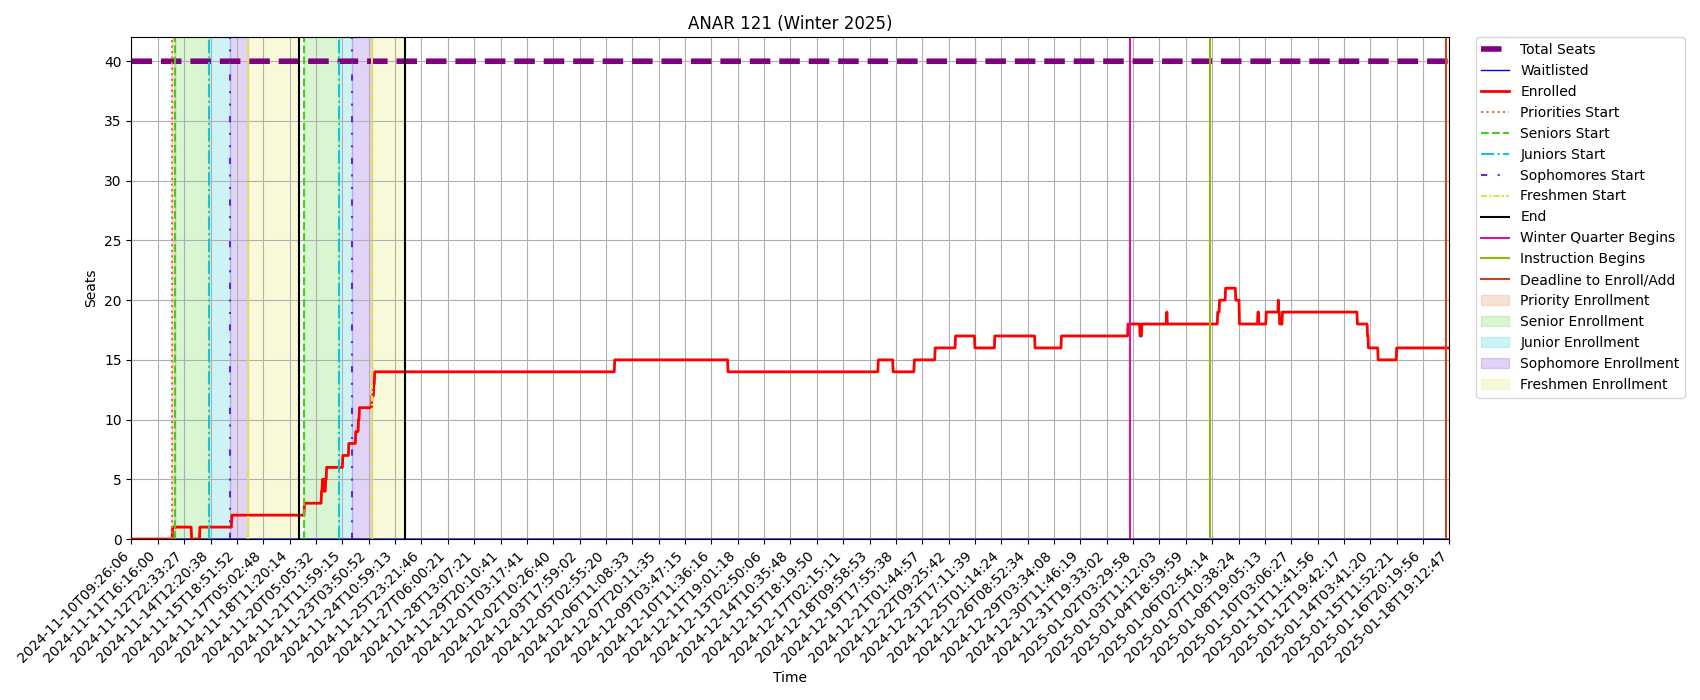 ANAR 121 (Winter 2025)
Seats
40
35
30
25
20
15
10
5
0
2024-11-10T09:26:06
2024-11-11T16:16:00
2024-11-12T22:33:27
2024-11-14T12:20:38
2024-11-15T18:51:52
2024-11-17T05:02:48
2024-11-18T11:20:14
2024-11-20T05:05:32
2024-11-21T11:59:15
2024-11-23T03:50:52
2024-11-24T10:59:13
2024-11-25T23:21:46
2024-11-27T06:00:21
2024-11-28T13:07:21
2024-11-29T20:10:41
2024-12-01T03:17:41
2024-12-02T10:26:40
2024-12-03T17:59:02
2024-12-05T02:55:20
2024-12-06T11:08:33
2024-12-07T20:11:35
2024-12-09T03:47:15
2024-12-10T11:36:16
2024-12-11T19:01:18
2024-12-13T02:50:06
2024-12-14T10:35:48
2024-12-15T18:19:50
2024-12-17T02:15:11
2024-12-18T09:58:53
2024-12-19T17:55:38
2024-12-21T01:44:57
2024-12-22T09:25:42
2024-12-23T17:11:39
2024-12-25T01:14:24
2024-12-26T08:52:34
2024-12-29T03:34:08
2024-12-30T11:46:19
2024-12-31T19:33:02
2025-01-02T03:29:58
2025-01-03T11:12:03
2025-01-04T18:59:59
2025-01-06T02:54:14
2025-01-07T10:38:24
2025-01-08T19:05:13
2025-01-10T03:06:27
2025-01-11T11:41:56
2025-01-12T19:42:17
2025-01-14T03:41:20
2025-01-15T11:52:21
2025-01-16T20:19:56
2025-01-18T19:12:47
Time
Total Seats
Waitlisted
Enrolled
Priorities Start
Seniors Start
Juniors Start
Sophomores Start
Freshmen Start
End
Winter Quarter Begins
Instruction Begins
Deadline to Enroll/Add
Priority Enrollment
Senior Enrollment
Junior Enrollment
Sophomore Enrollment
Freshmen Enrollment